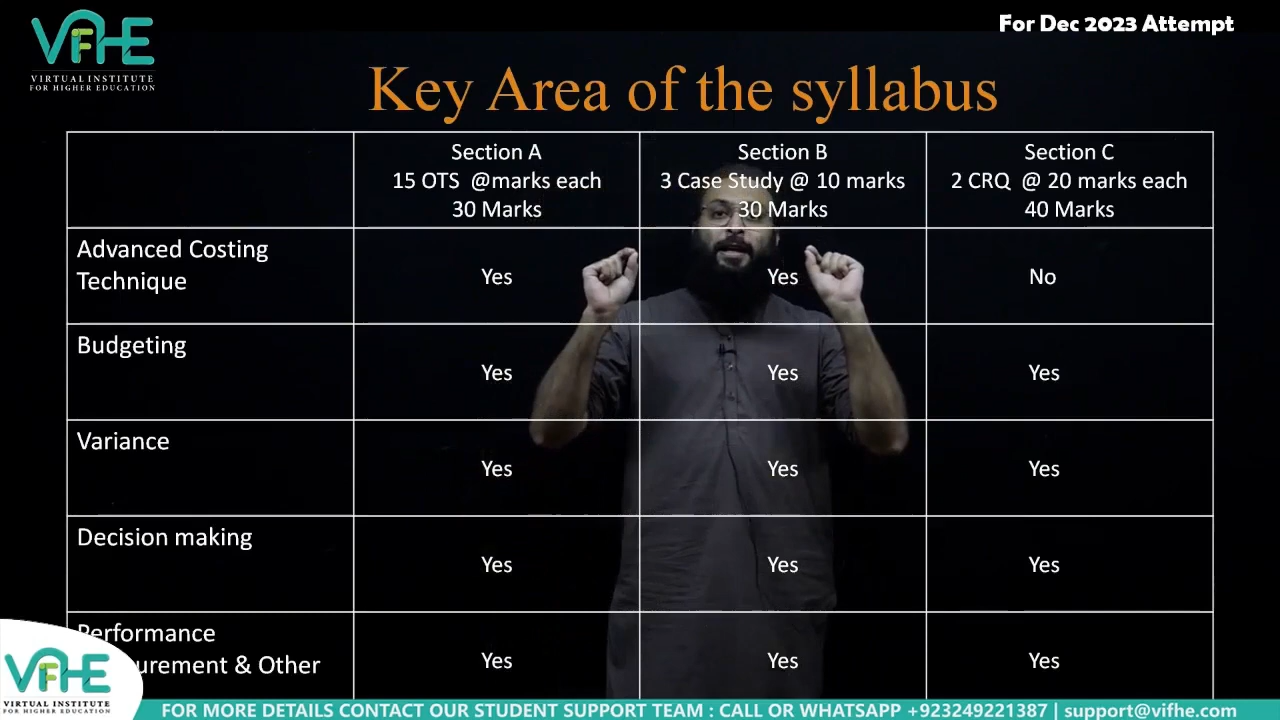 VFHE
VIRTUAL INSTITUTE
FOR HIGHER EDUCATION
For Dec 2023 Attempt
Key Area of the syllabus
Section A
15 OTS @marks each
30 Marks
Section B
3 Case Study @ 10 marks
30 Marks
Section C
2 CRQ @ 20 marks each
40 Marks
Advanced Costing
Technique
Yes
Yes
No
Budgeting
Yes
Yes
Yes
Variance
Yes
Yes
Yes
Decision making
Yes
Yes
Yes
Performance
urement & Other
Yes
Yes
Yes
VFHE
VIRTUAL INSTITUTE
FOR HIGHER EDUCATION
FOR MORE DETAILS CONTACT OUR STUDENT SUPPORT TEAM : CALL OR WHATSAPP +923249221387 | support@vifhe.com